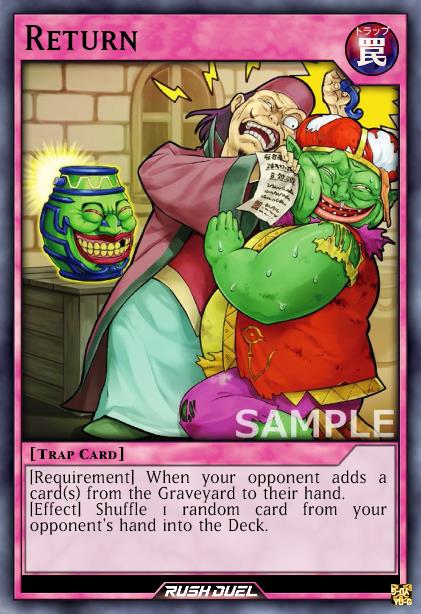 Return
トラップ
罠
SAMPLE
[Trap Card]
[Requirement] When your opponent adds a
card(s) from the Graveyard to their hand.
[Effect] Shuffle 1 random card from your
opponent's hand into the Deck.
RUSH DUEL